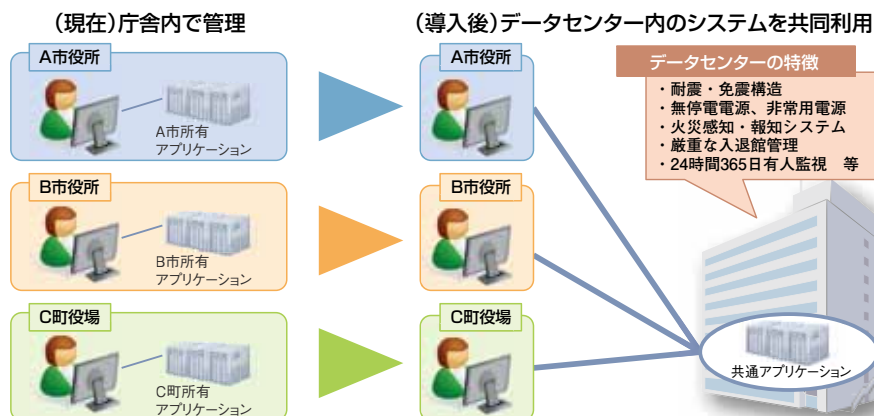 (現在)庁舎内で管理
A市役所
A市所有
アプリケーション
B市役所
B市所有
アプリケーション
C町役場
C町所有
アプリケーション
(導入後)データセンター内のシステムを共同利用
A市役所
B市役所
C町役場
データセンターの特徴
・耐震・免震構造
・無停電電源、非常用電源
・火災感知・報知システム
・厳重な入退館管理
・24時間365日有人監視 等
共通アプリケーション